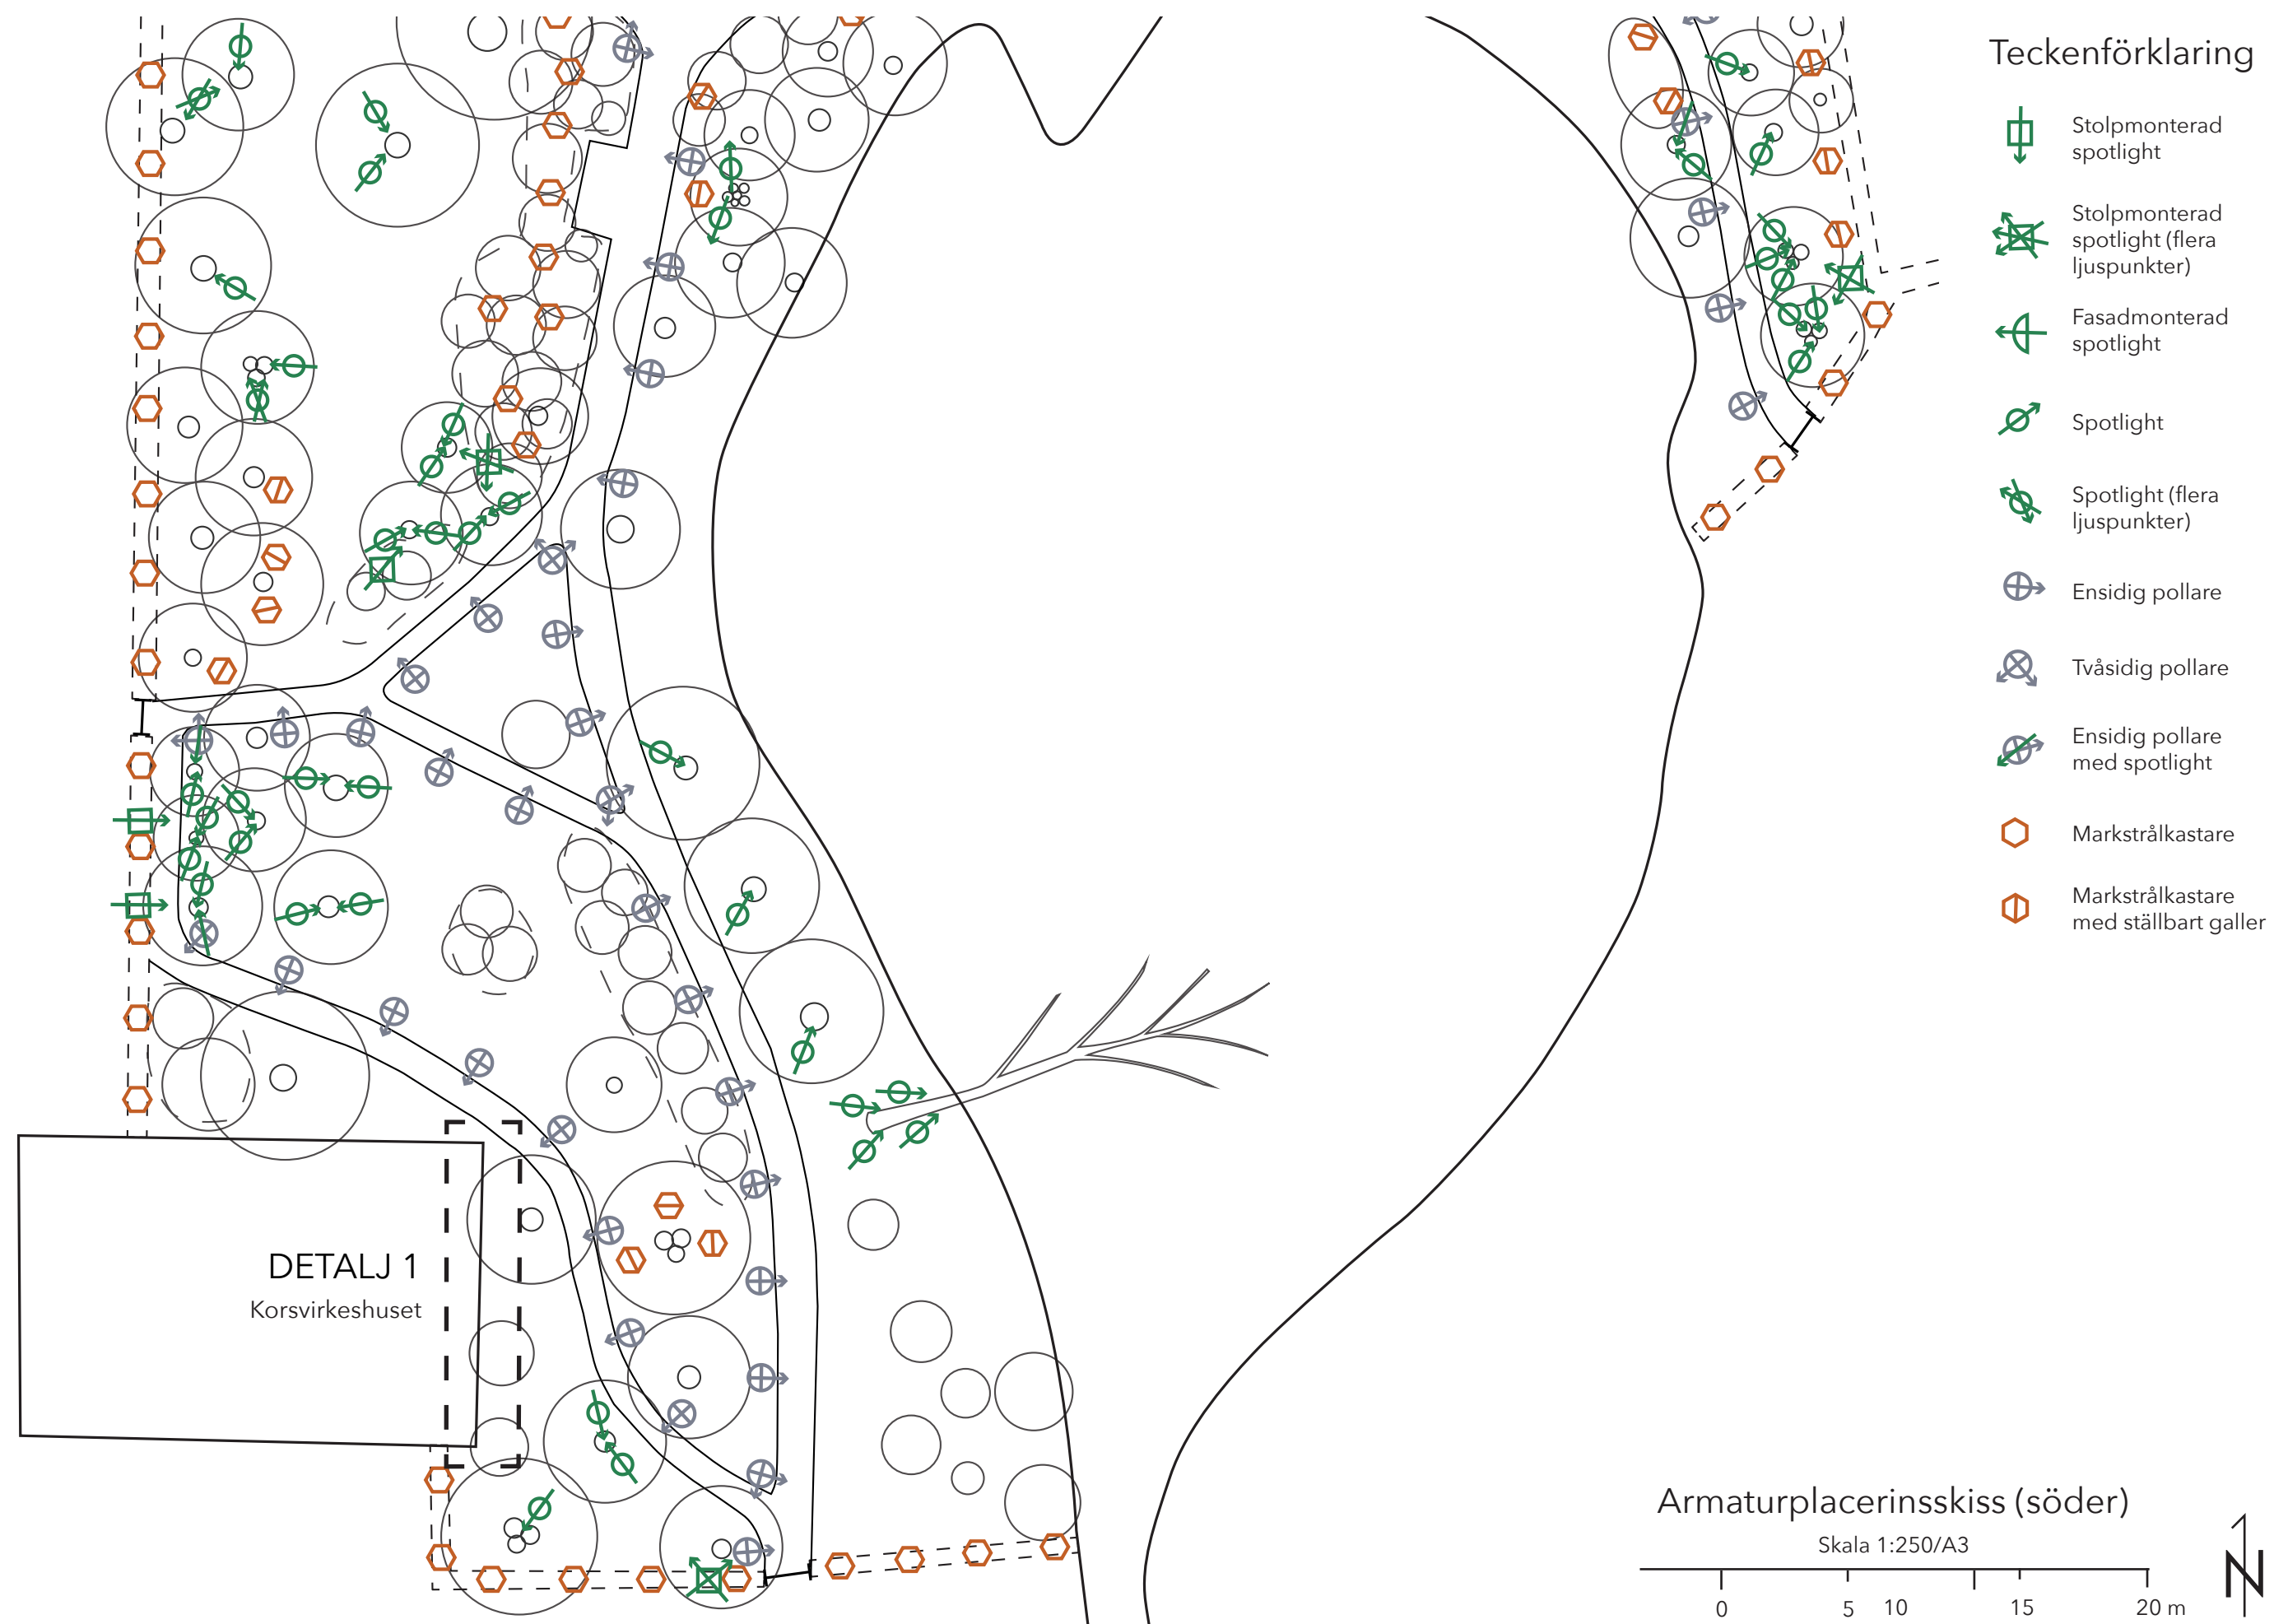 Teckenförklaring
Stolpmonterad
spotlight
Stolpmonterad
spotlight (flera
ljuspunkter)
Fasadmonterad
spotlight
Spotlight
Spotlight (flera
ljuspunkter)
Ensidig pollare
Tvåsidig pollare
Ensidig pollare
med spotlight
Markstrålkastare
Markstrålkastare
med ställbart galler
DETALJ 1
Korsvirkeshuset
Armaturplacerinsskiss (söder)
Skala 1:250/A3
0 5 10 15 20 m
N